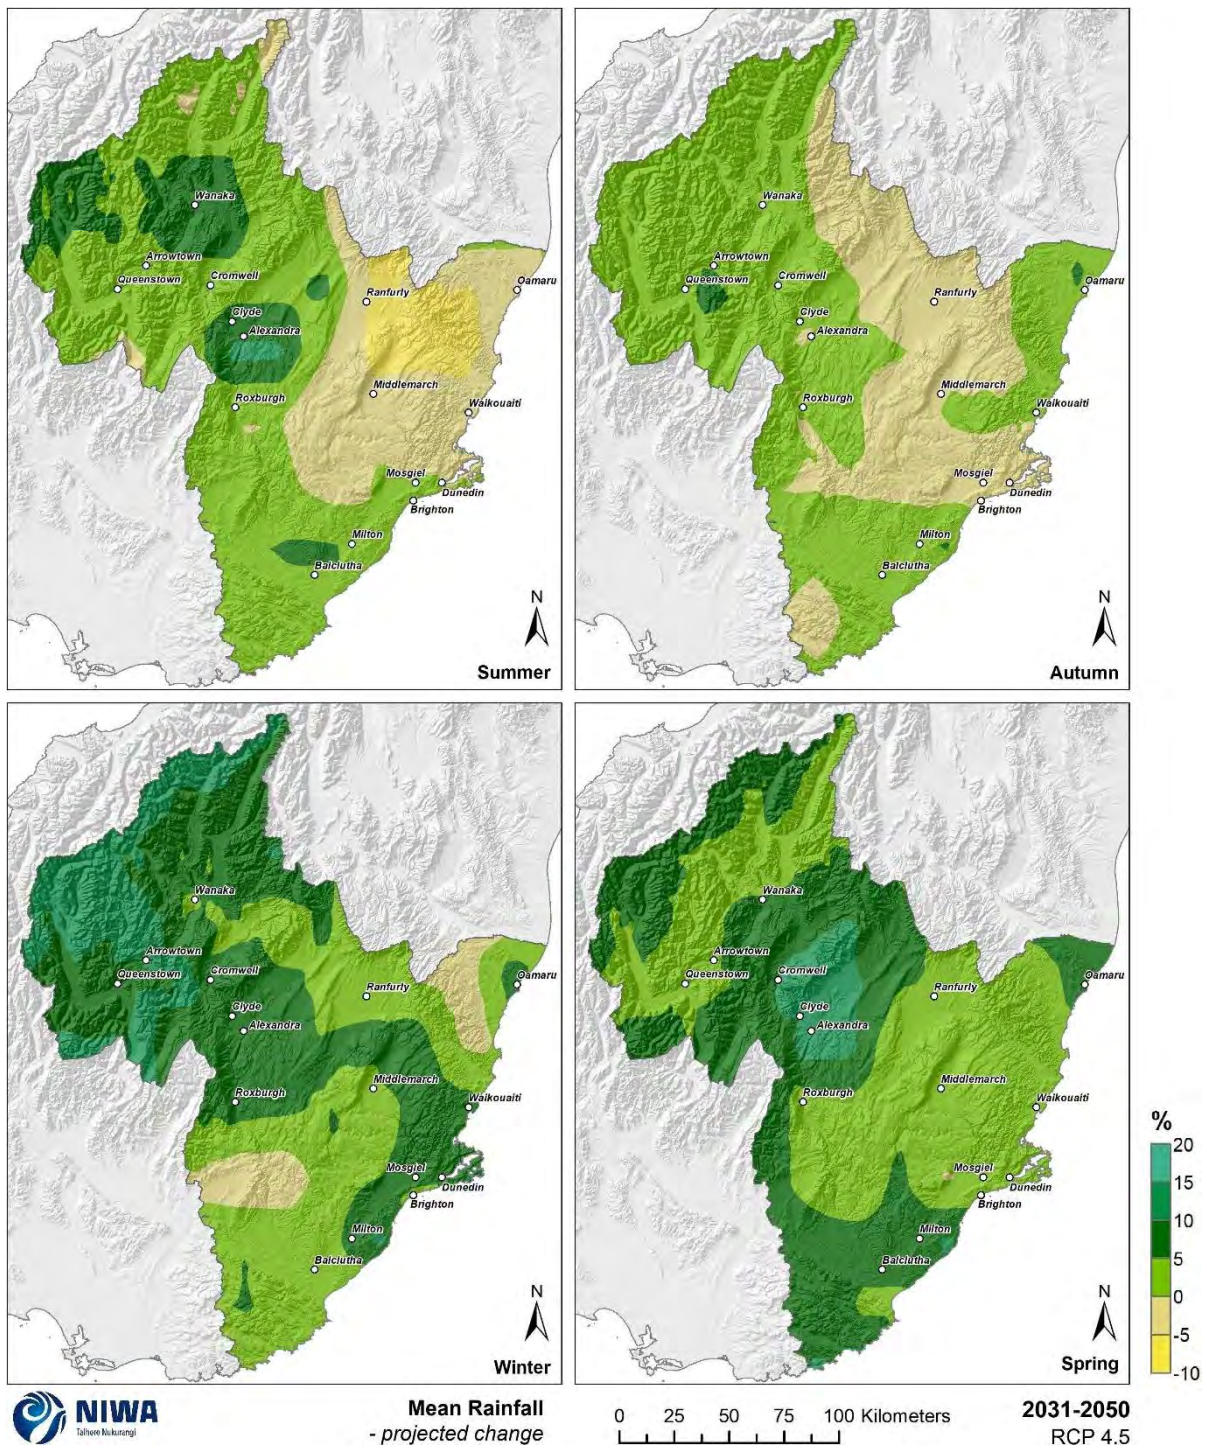 Wanaka
Arrowtown
Queenstown
Cromwell
Clyde
Alexandra
Ranfurly
Oamaru
Middlemarch
Roxburgh
Waikouaiti
Mosgiel
Dunedin
Brighton
Milton
Balclutha
N
Summer
Wanaka
Arrowtown
Queenstown
Cromwell
Clyde
Alexandra
Ranfurly
Oamaru
Middlemarch
Roxburgh
Waikouaiti
Mosgiel
Dunedin
Brighton
Milton
Balclutha
N
Autumn
Wanaka
Arrowtown
Queenstown
Cromwell
Clyde
Alexandra
Ranfurly
Oamaru
Middlemarch
Roxburgh
Waikouaiti
Mosgiel
Dunedin
Brighton
Milton
Balclutha
N
Winter
Wanaka
Arrowtown
Queenstown
Cromwell
Clyde
Alexandra
Ranfurly
Oamaru
Middlemarch
Roxburgh
Waikouaiti
Mosgiel
Dunedin
Brighton
Milton
Balclutha
N
Spring
%
20
15
10
5
0
-5
-10
NIWA
Taihoro Nukurangi
Mean Rainfall
- projected change
0 25 50 75 100 Kilometers
2031-2050
RCP 4.5